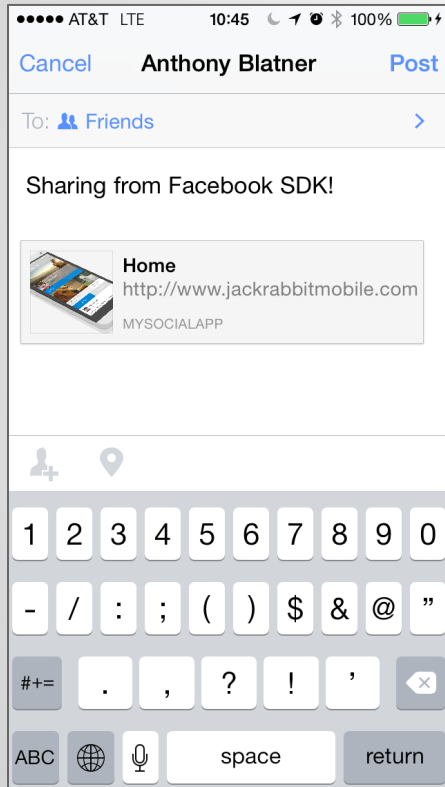 AT&T LTE 10:45 100%
Cancel Anthony Blatner Post
To: Friends
Sharing from Facebook SDK!
Home
http://www.jackrabbitmobile.com
MYSOCIALAPP
1 2 3 4 5 6 7 8 9 0
- / : ; ( ) $ & @ ”
#+= . , ? ! ’
ABC space return